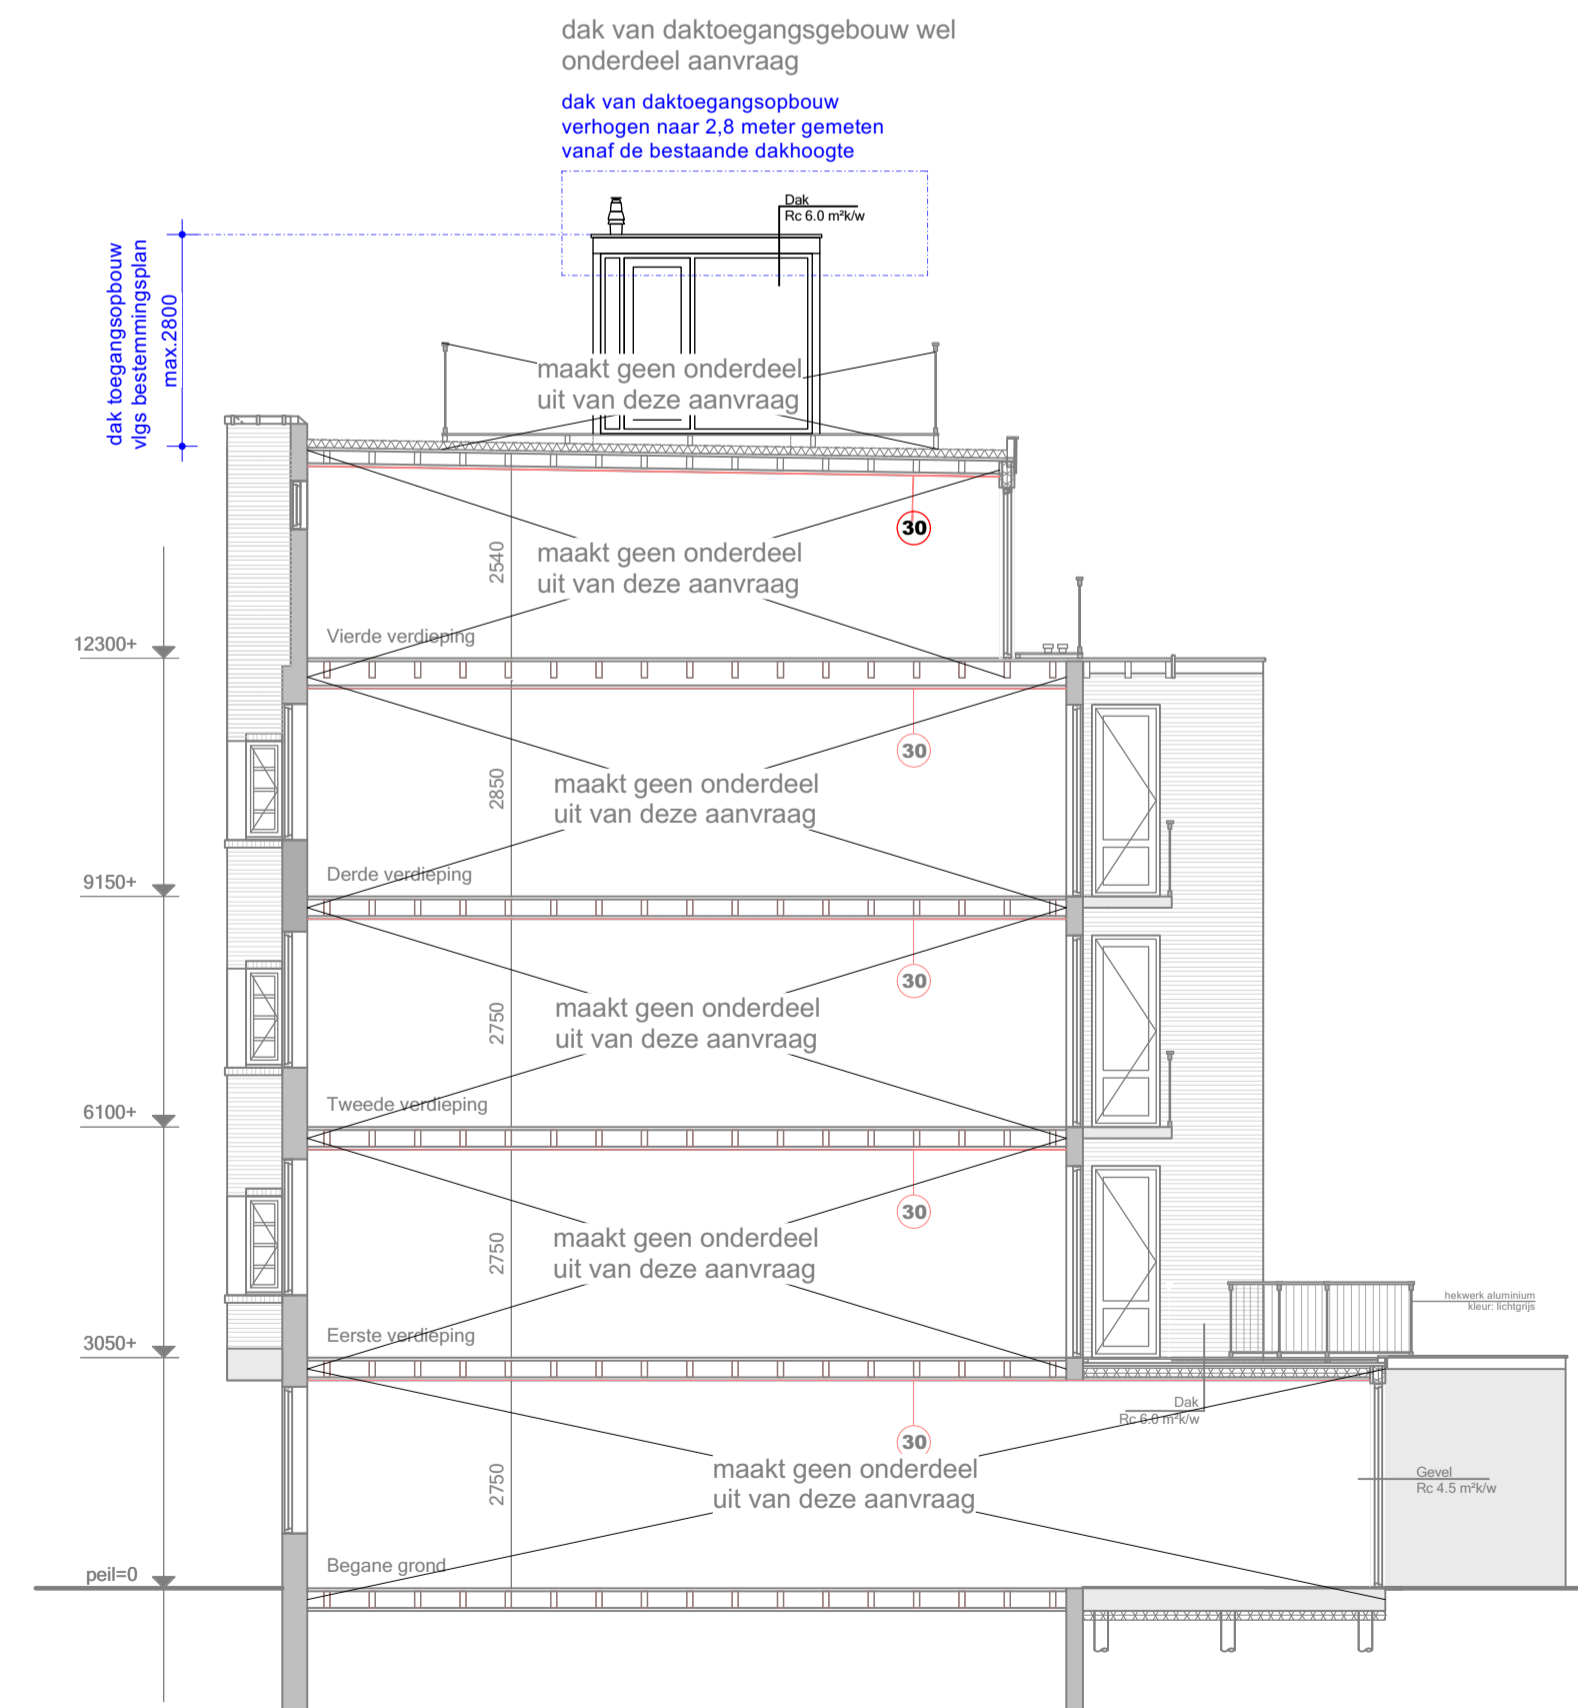 dak van daktoegangsgebouw wel
onderdeel aanvraag
dak van daktoegangsopbouw
verhogen naar 2,8 meter gemeten
vanaf de bestaande dakhoogte
Dak
Rc 6.0 m²k/w
dak toegangsopbouw
vlgs bestemmingsplan
max.2800
maakt geen onderdeel
uit van deze aanvraag
30
2540
maakt geen onderdeel
uit van deze aanvraag
Vierde verdieping
12300+
30
2850
maakt geen onderdeel
uit van deze aanvraag
Derde verdieping
9150+
30
2750
maakt geen onderdeel
uit van deze aanvraag
Tweede verdieping
6100+
30
2750
maakt geen onderdeel
uit van deze aanvraag
hekwerk aluminium
kleur: lichtgrijs
Eerste verdieping
3050+
Dak
Rc 6.0 m²k/w
30
2750
maakt geen onderdeel
uit van deze aanvraag
Gevel
Rc 4.5 m²k/w
Begane grond
peil=0